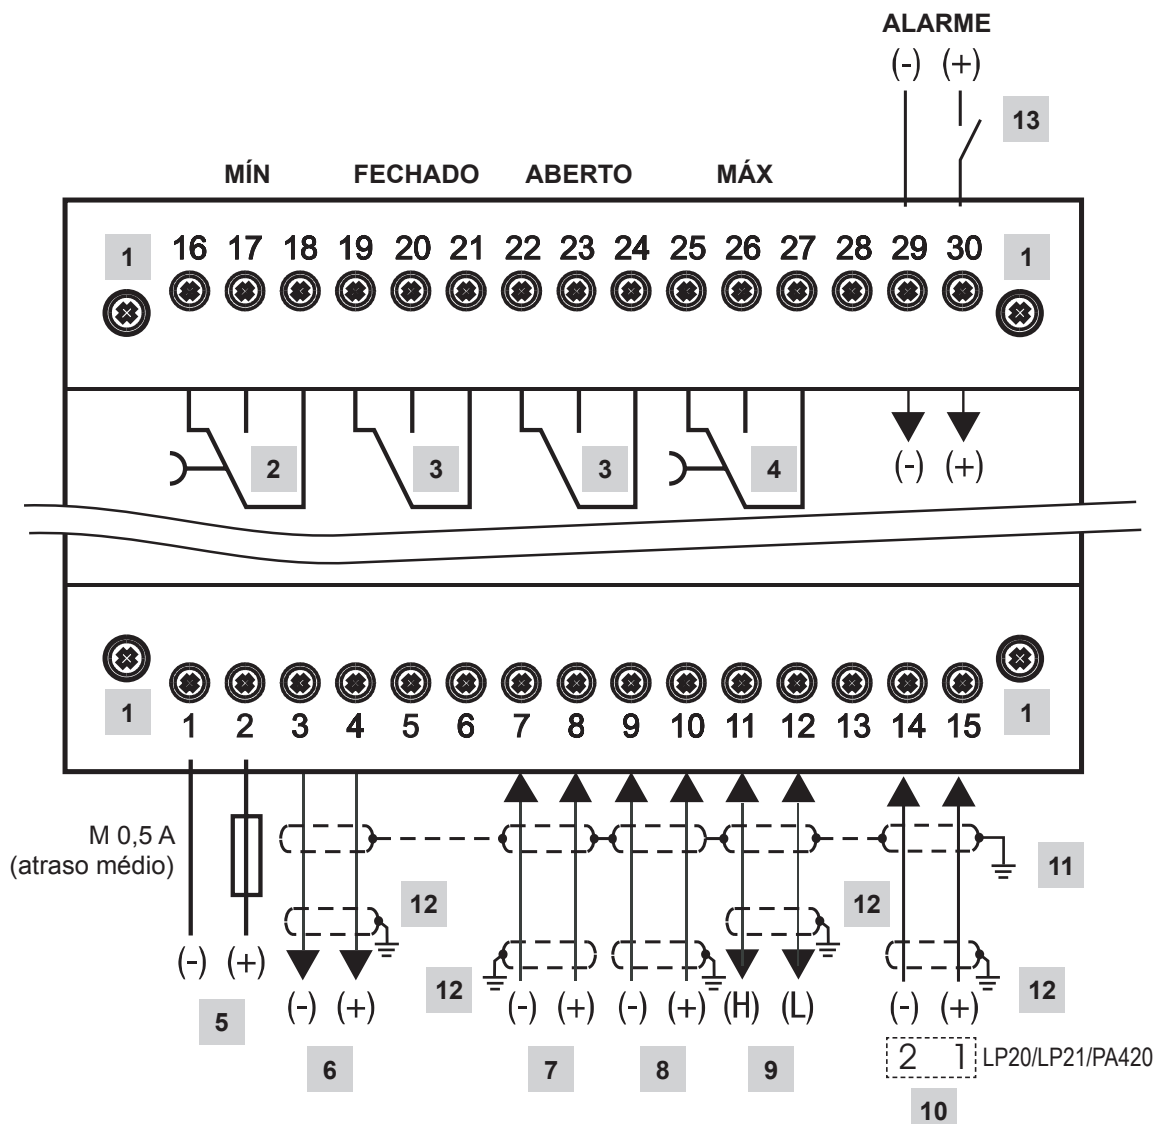 ALARME
(-) (+)
13
MÍN FECHADO ABERTO MÁX
1 16 17 18 19 20 21 22 23 24 25 26 27 28 29 30 1
2 3 3 4 (-) (+)
1 1 2 3 4 5 6 7 8 9 10 11 12 13 14 15 1
M 0,5 A
(atraso médio)
11
12 12
(-) (+) 12 12
5 (-) (+) (-) (+) (-) (+) (H) (L) (-) (+)
2 1 LP20/LP21/PA420
6 7 8 9
10